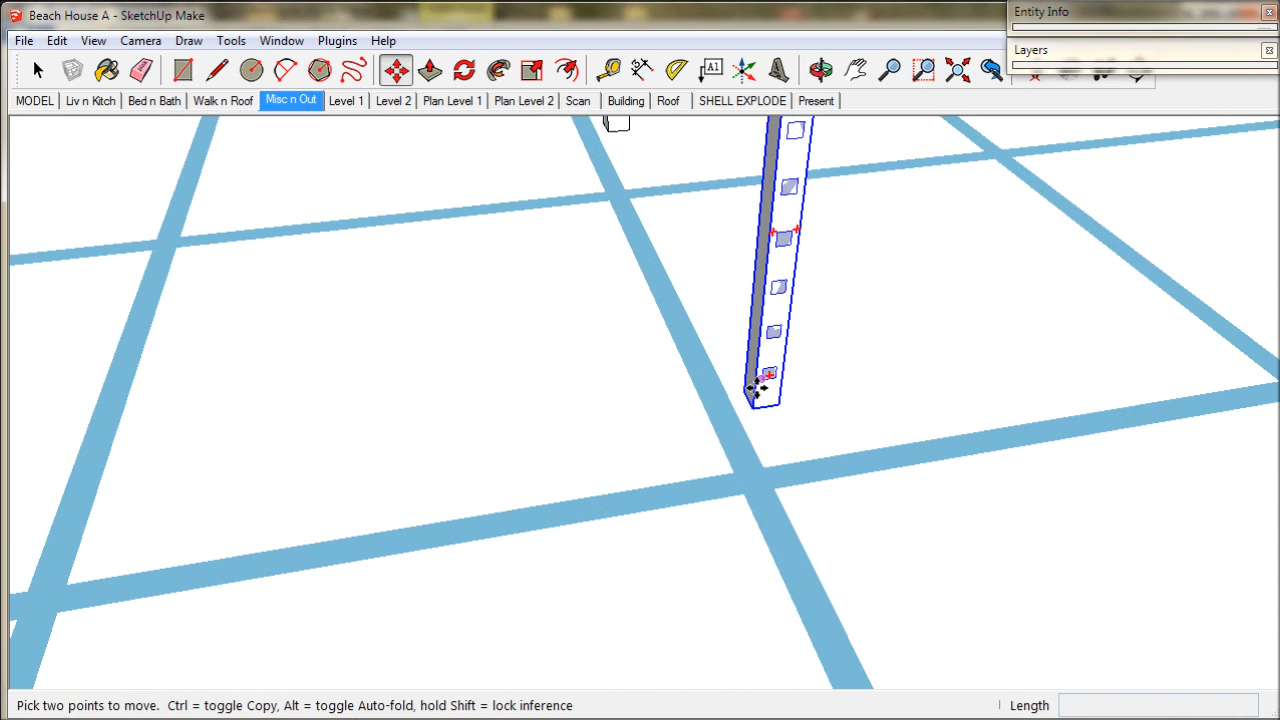 Beach House A - SketchUp Make
Entity Info
File Edit View Camera Draw Tools Window Plugins Help
Layers
A1
MODEL Liv n Kitch Bed n Bath Walk n Roof Misc n Out Level 1 Level 2 Plan Level 1 Plan Level 2 Scan Building Roof SHELL EXPLODE Present
Pick two points to move. Ctrl = toggle Copy, Alt = toggle Auto-fold, hold Shift = lock inference
Length